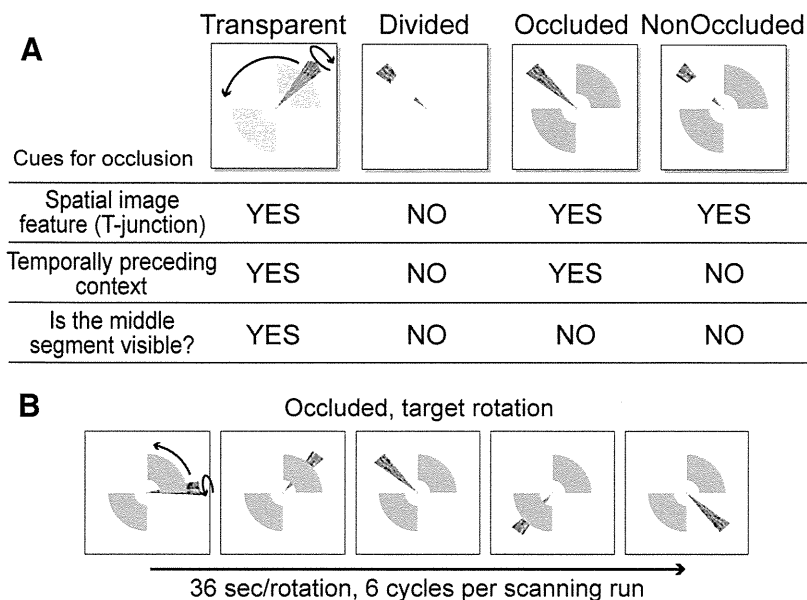 A
Transparent Divided Occluded NonOccluded
Cues for occlusion
Spatial image
feature (T-junction) YES NO YES YES
Temporally preceding
context YES NO YES NO
Is the middle
segment visible? YES NO NO NO
B
Occluded, target rotation
36 sec/rotation, 6 cycles per scanning run